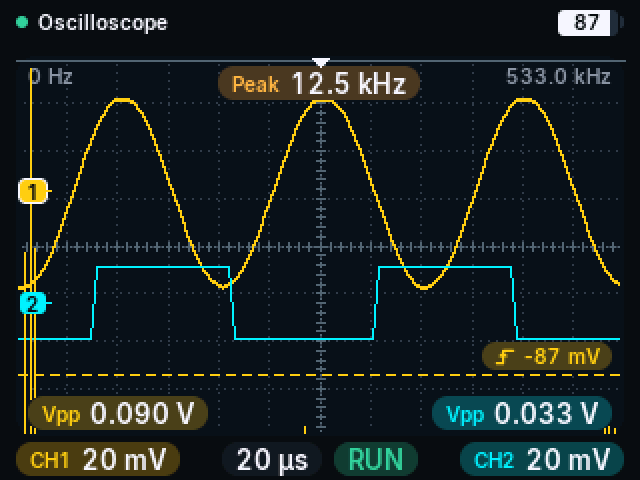 Oscilloscope
87
0 Hz
Peak 12.5 kHz
533.0 kHz
1
2
-87 mV
Vpp 0.090 V
Vpp 0.033 V
CH1 20 mV
20 µs
RUN
CH2 20 mV